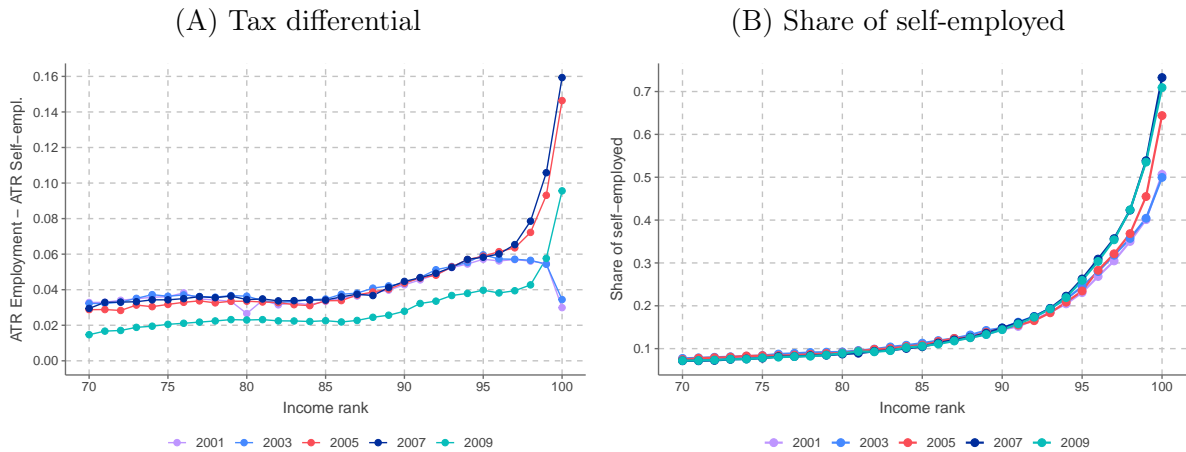 (A) Tax differential
ATR Employment − ATR Self−empl.
0.16
0.14
0.12
0.10
0.08
0.06
0.04
0.02
0.00
70 75 80 85 90 95 100
Income rank
2001 2003 2005 2007 2009
(B) Share of self-employed
Share of self−employed
0.7
0.6
0.5
0.4
0.3
0.2
0.1
70 75 80 85 90 95 100
Income rank
2001 2003 2005 2007 2009